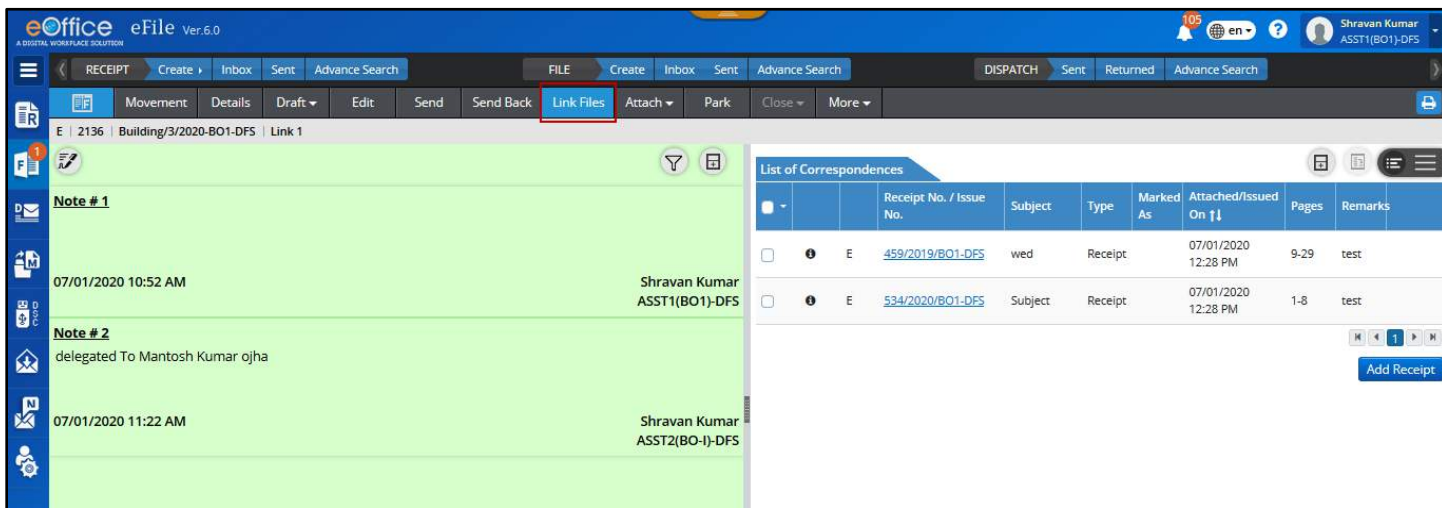 eOffice eFile Ver.6.0
A DIGITAL WORKPLACE SOLUTION
105
en
?
Shravan Kumar
ASST1(BO1)-DFS
RECEIPT Create Inbox Sent Advance Search FILE Create Inbox Sent Advance Search DISPATCH Sent Returned Advance Search
Movement Details Draft Edit Send Send Back Link Files Attach Park Close More
E | 2136 | Building/3/2020-BO1-DFS | Link 1
R
F
1
D
M
DSC
N
Note # 1
07/01/2020 10:52 AM Shravan Kumar
ASST1(BO1)-DFS
Note # 2
delegated To Mantosh Kumar ojha
07/01/2020 11:22 AM Shravan Kumar
ASST2(BO-I)-DFS
List of Correspondences
Receipt No. / Issue No. Subject Type Marked As Attached/Issued On Pages Remarks
E 459/2019/BO1-DFS wed Receipt 07/01/2020 12:28 PM 9-29 test
E 534/2020/BO1-DFS Subject Receipt 07/01/2020 12:28 PM 1-8 test
1
Add Receipt